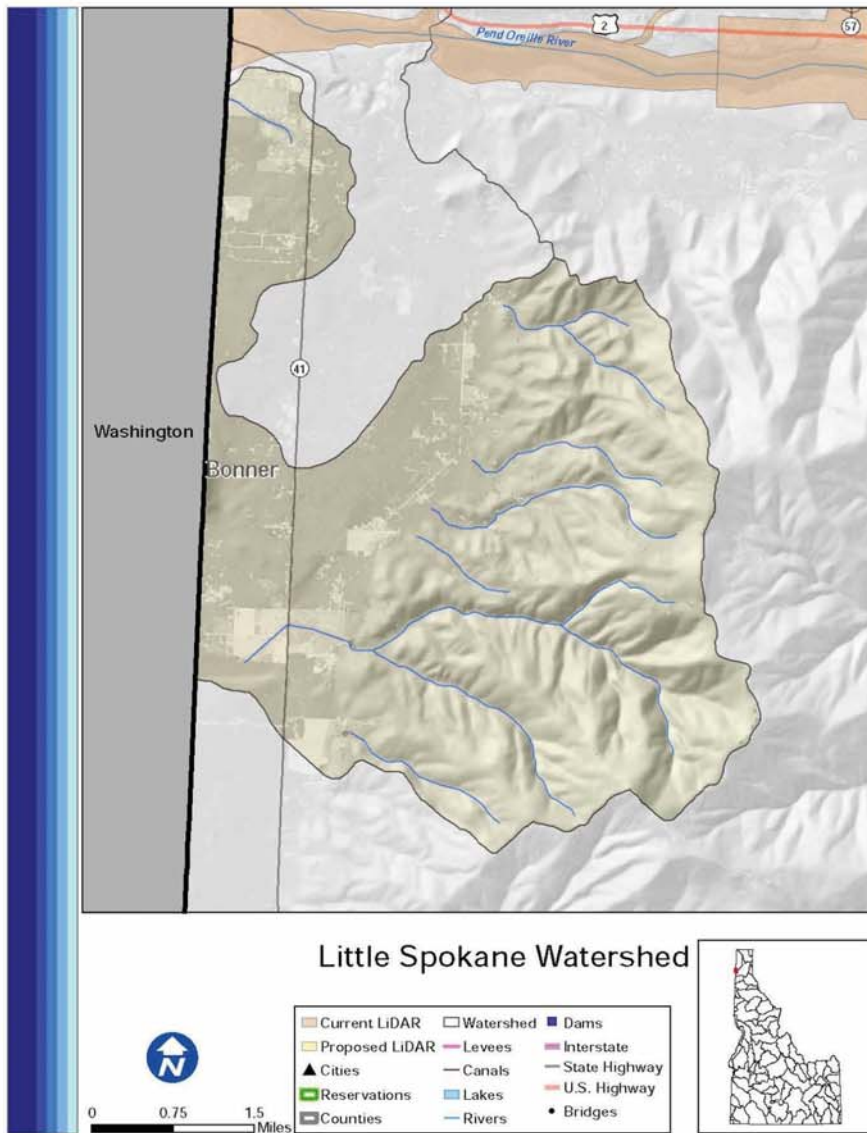 2
57
Pend Oreille River
41
Washington
Bonner
Little Spokane Watershed
Current LiDAR
Proposed LiDAR
Cities
Reservations
Counties
Watershed
Levees
Canals
Lakes
Rivers
Dams
Interstate
State Highway
U.S. Highway
Bridges
N
0 0.75 1.5
Miles